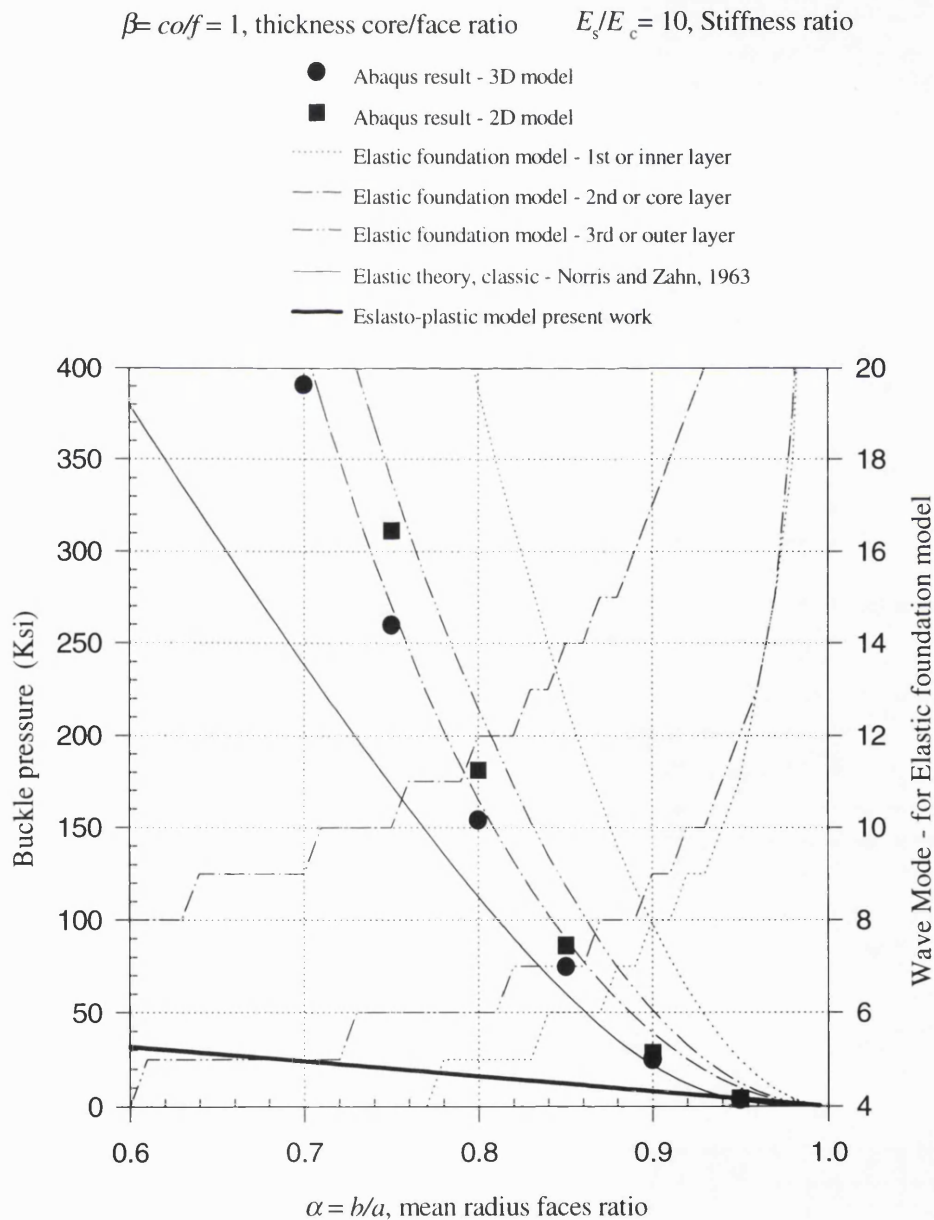 β= co/f = 1, thickness core/face ratio
Es/Ec= 10, Stiffness ratio
Abaqus result - 3D model
Abaqus result - 2D model
Elastic foundation model - 1st or inner layer
Elastic foundation model - 2nd or core layer
Elastic foundation model - 3rd or outer layer
Elastic theory, classic - Norris and Zahn, 1963
Eslasto-plastic model present work
400
350
300
250
200
150
100
50
0
Buckle pressure (Ksi)
20
18
16
14
12
10
8
6
4
Wave Mode - for Elastic foundation model
0.6
0.7
0.8
0.9
1.0
α = b/a, mean radius faces ratio